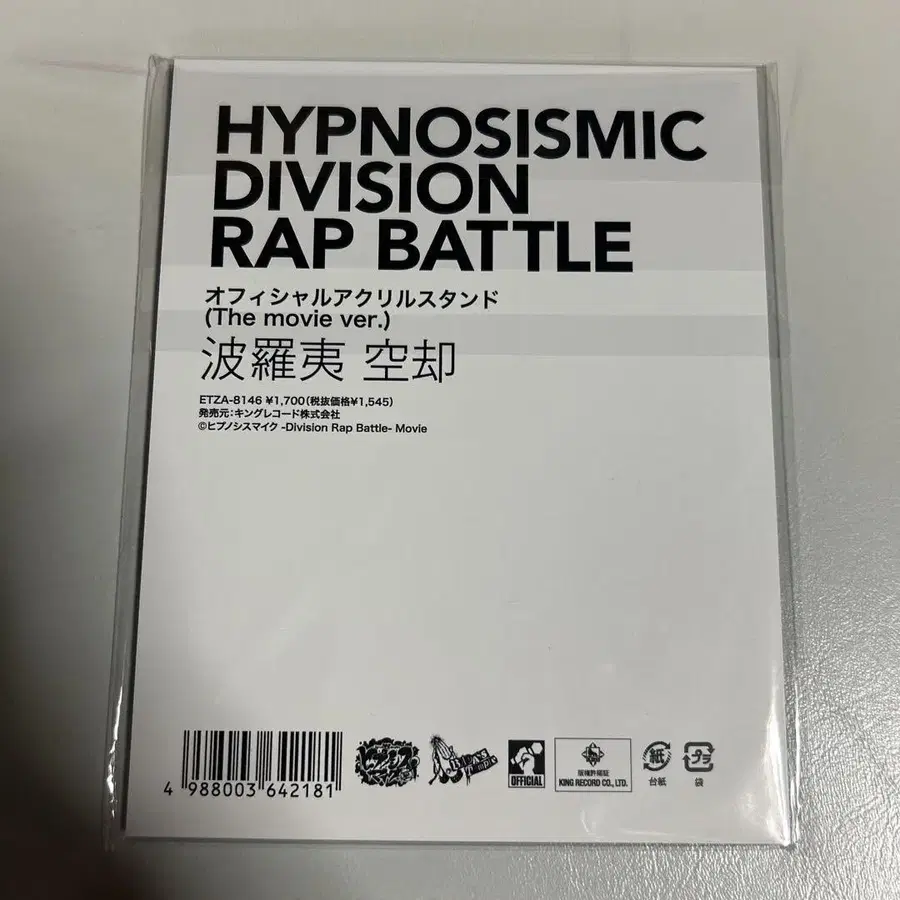 HYPNOSISMIC
DIVISION
RAP BATTLE
オフィシャルアクリルスタンド
(The movie ver.)
波羅夷 空却
ETZA-8146 ¥1,700(税抜価格¥1,545)
発売元:キングレコード株式会社
©ヒプノシスマイク -Division Rap Battle- Movie
4 988003 642181
OFFICIAL
KING RECORD CO., LTD.
紙
台紙
プラ
袋